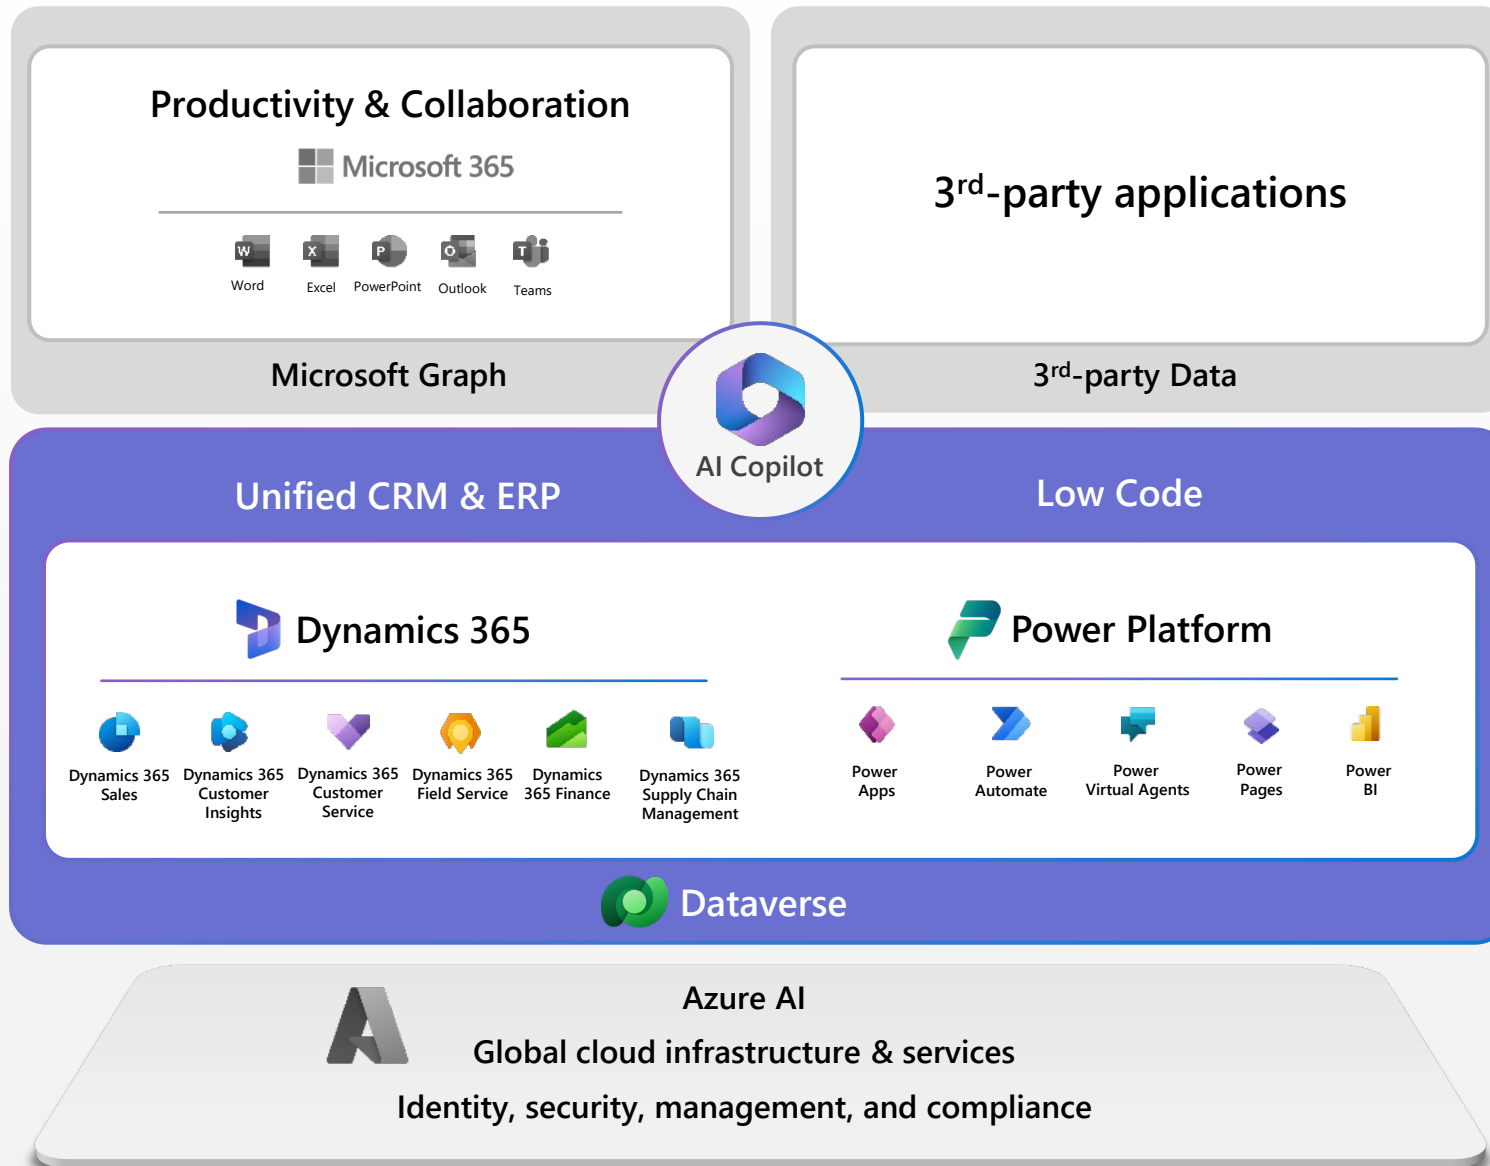 Productivity & Collaboration
Microsoft 365
W X P O T
Word Excel PowerPoint Outlook Teams
Microsoft Graph
3rd-party applications
3rd-party Data
AI Copilot
Unified CRM & ERP
Low Code
Dynamics 365
Dynamics 365
Sales
Dynamics 365
Customer
Insights
Dynamics 365
Customer
Service
Dynamics 365
Field Service
Dynamics
365 Finance
Dynamics 365
Supply Chain
Management
Power Platform
Power
Apps
Power
Automate
Power
Virtual Agents
Power
Pages
Power
BI
Dataverse
Azure AI
Global cloud infrastructure & services
Identity, security, management, and compliance